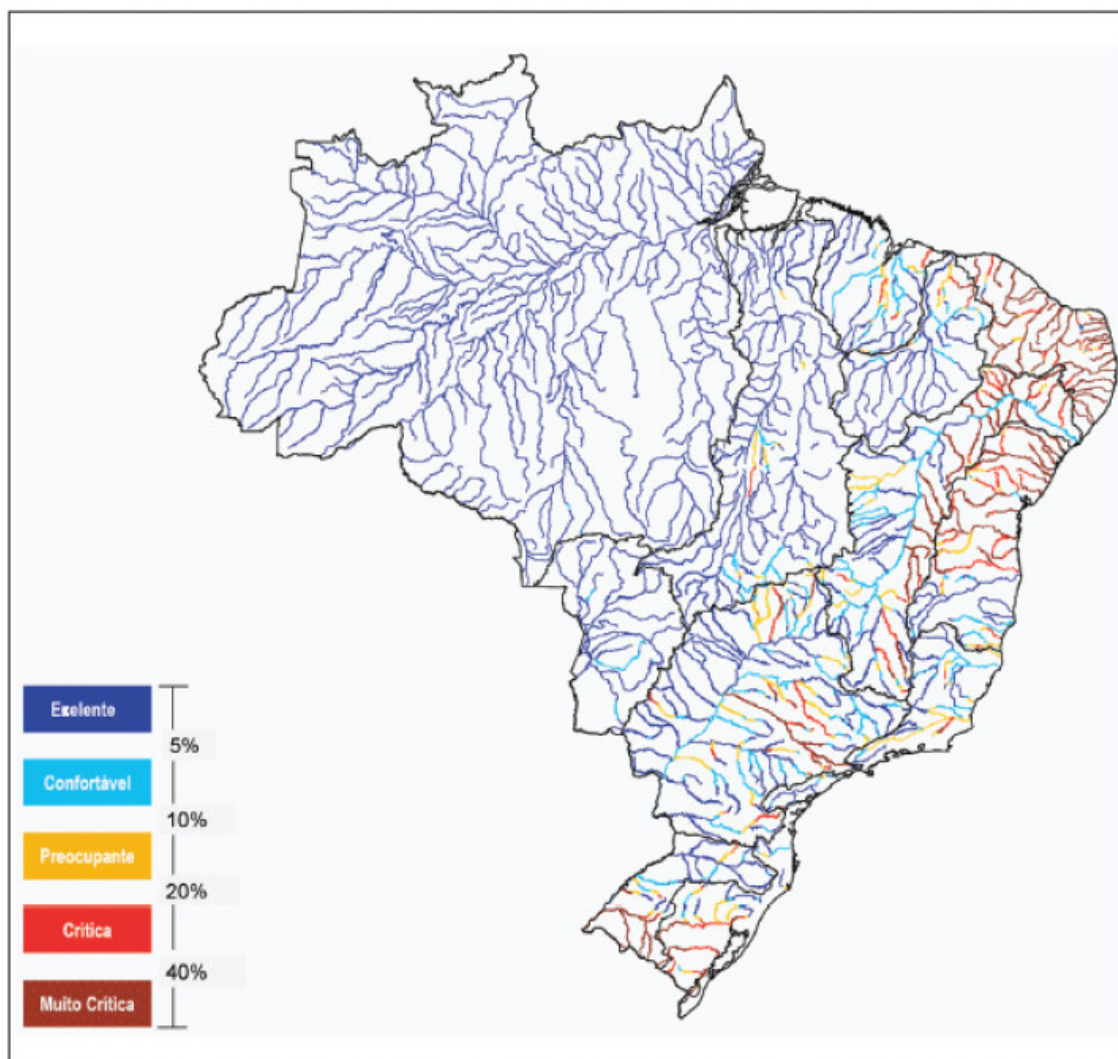 Exelente
5%
Confortável
10%
Preocupante
20%
Crítica
40%
Muito Crítica